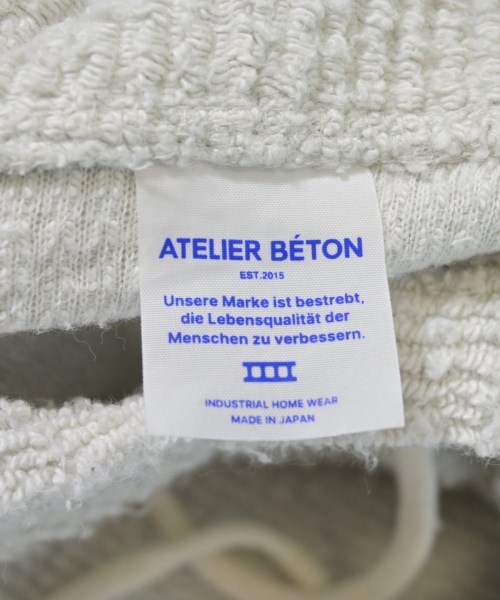 ATELIER BÉTON
EST.2015
Unsere Marke ist bestrebt,
die Lebensqualität der
Menschen zu verbessern.
INDUSTRIAL HOME WEAR
MADE IN JAPAN